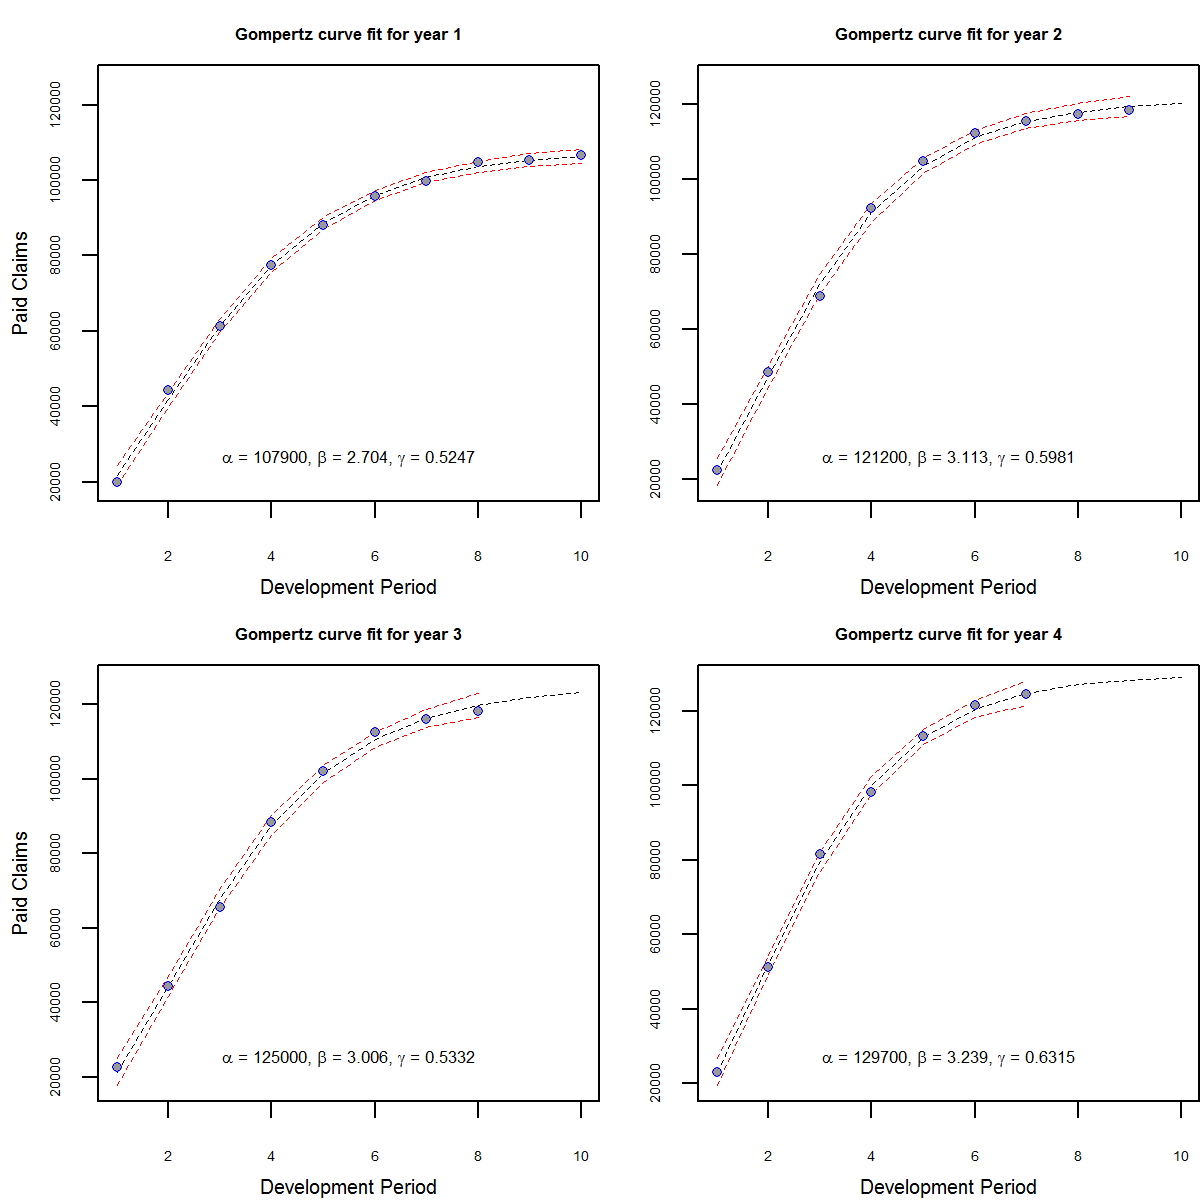 Gompertz curve fit for year 1
Paid Claims
120000
100000
80000
60000
40000
20000
α = 107900, β = 2.704, γ = 0.5247
2 4 6 8 10
Development Period
Gompertz curve fit for year 2
120000
100000
80000
60000
40000
20000
α = 121200, β = 3.113, γ = 0.5981
2 4 6 8 10
Development Period
Gompertz curve fit for year 3
Paid Claims
120000
100000
80000
60000
40000
20000
α = 125000, β = 3.006, γ = 0.5332
2 4 6 8 10
Development Period
Gompertz curve fit for year 4
120000
100000
80000
60000
40000
20000
α = 129700, β = 3.239, γ = 0.6315
2 4 6 8 10
Development Period